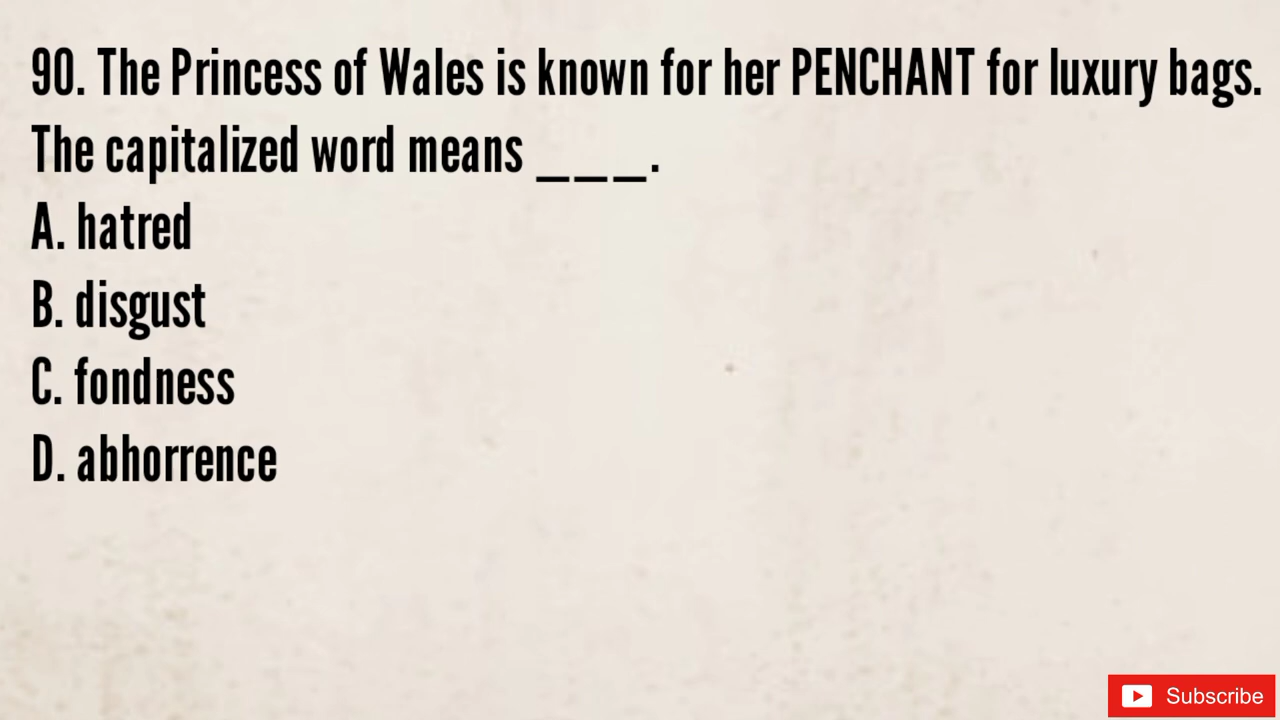 90. The Princess of Wales is known for her PENCHANT for luxury bags.
The capitalized word means ___.
A. hatred
B. disgust
C. fondness
D. abhorrence
Subscribe